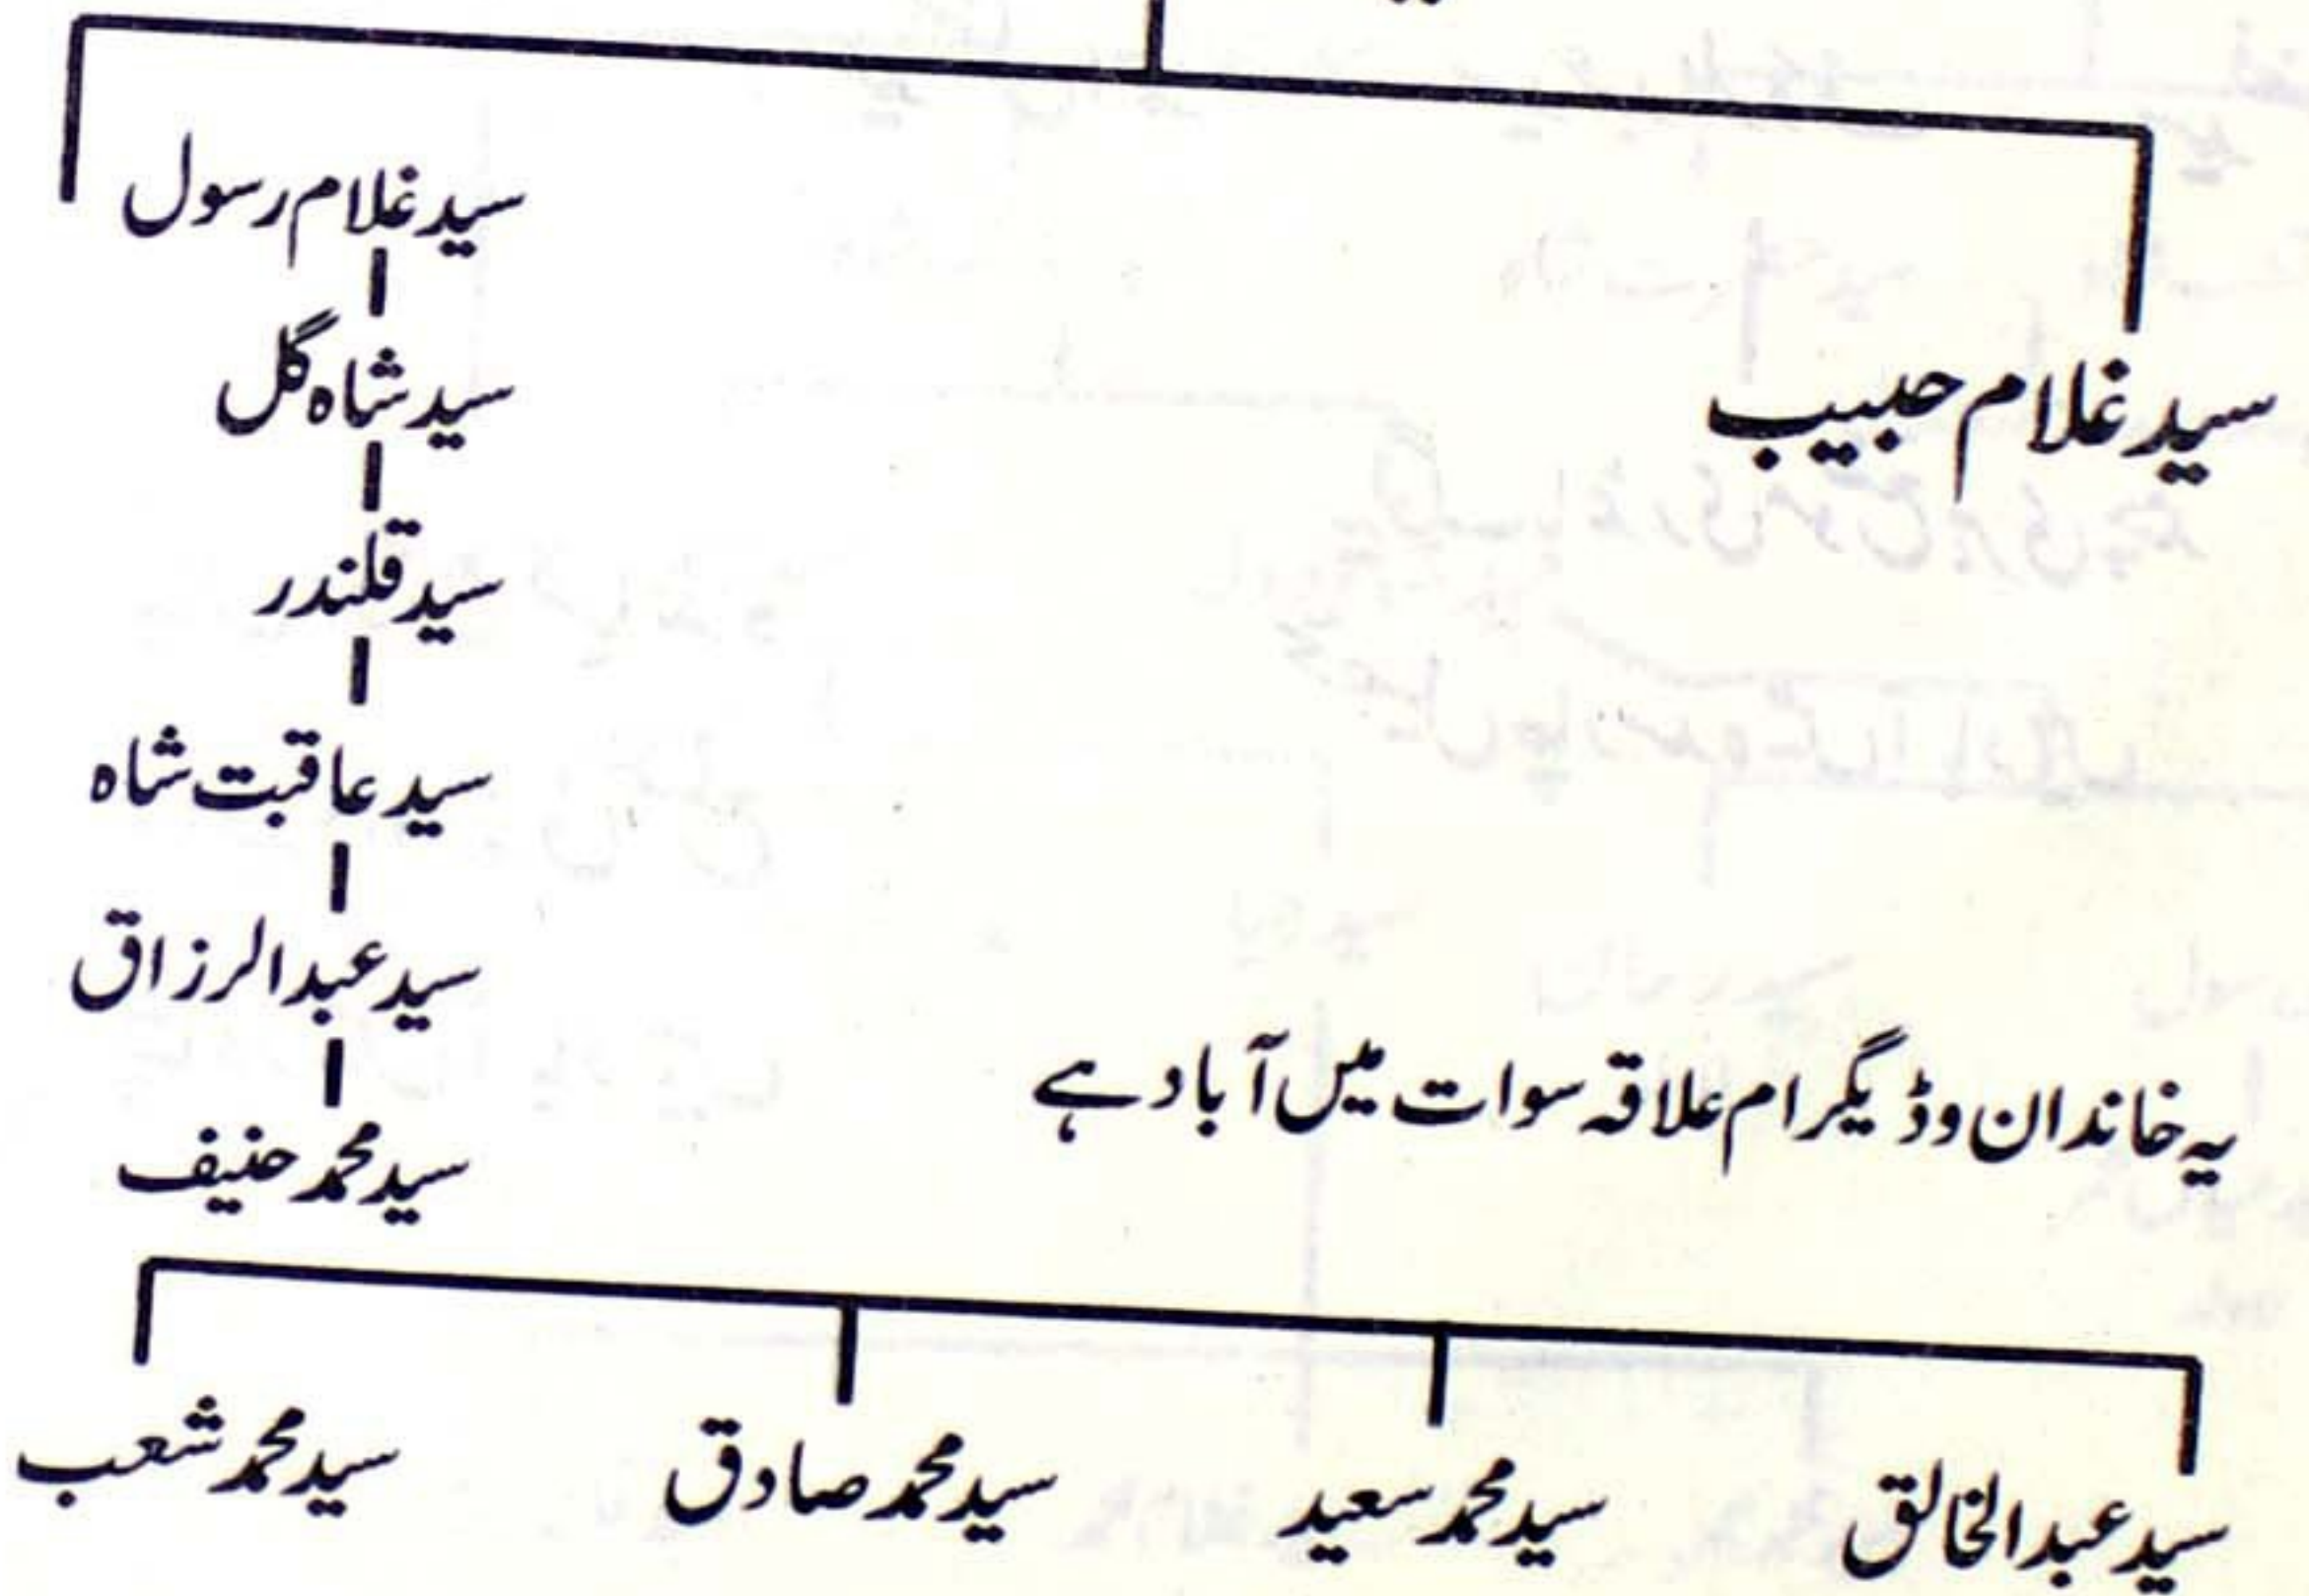 سید غلام رسول
سید غلام حبیب
سید شاہ گل
سید قلندر
سید عاقبت شاہ
سید عبدالرزاق
یہ خاندان وڈیگرام علاقہ سوات میں آباد ہے
سید محمد حنیف
سید عبدالخالق
سید محمد سعید
سید محمد صادق
سید محمد شعب